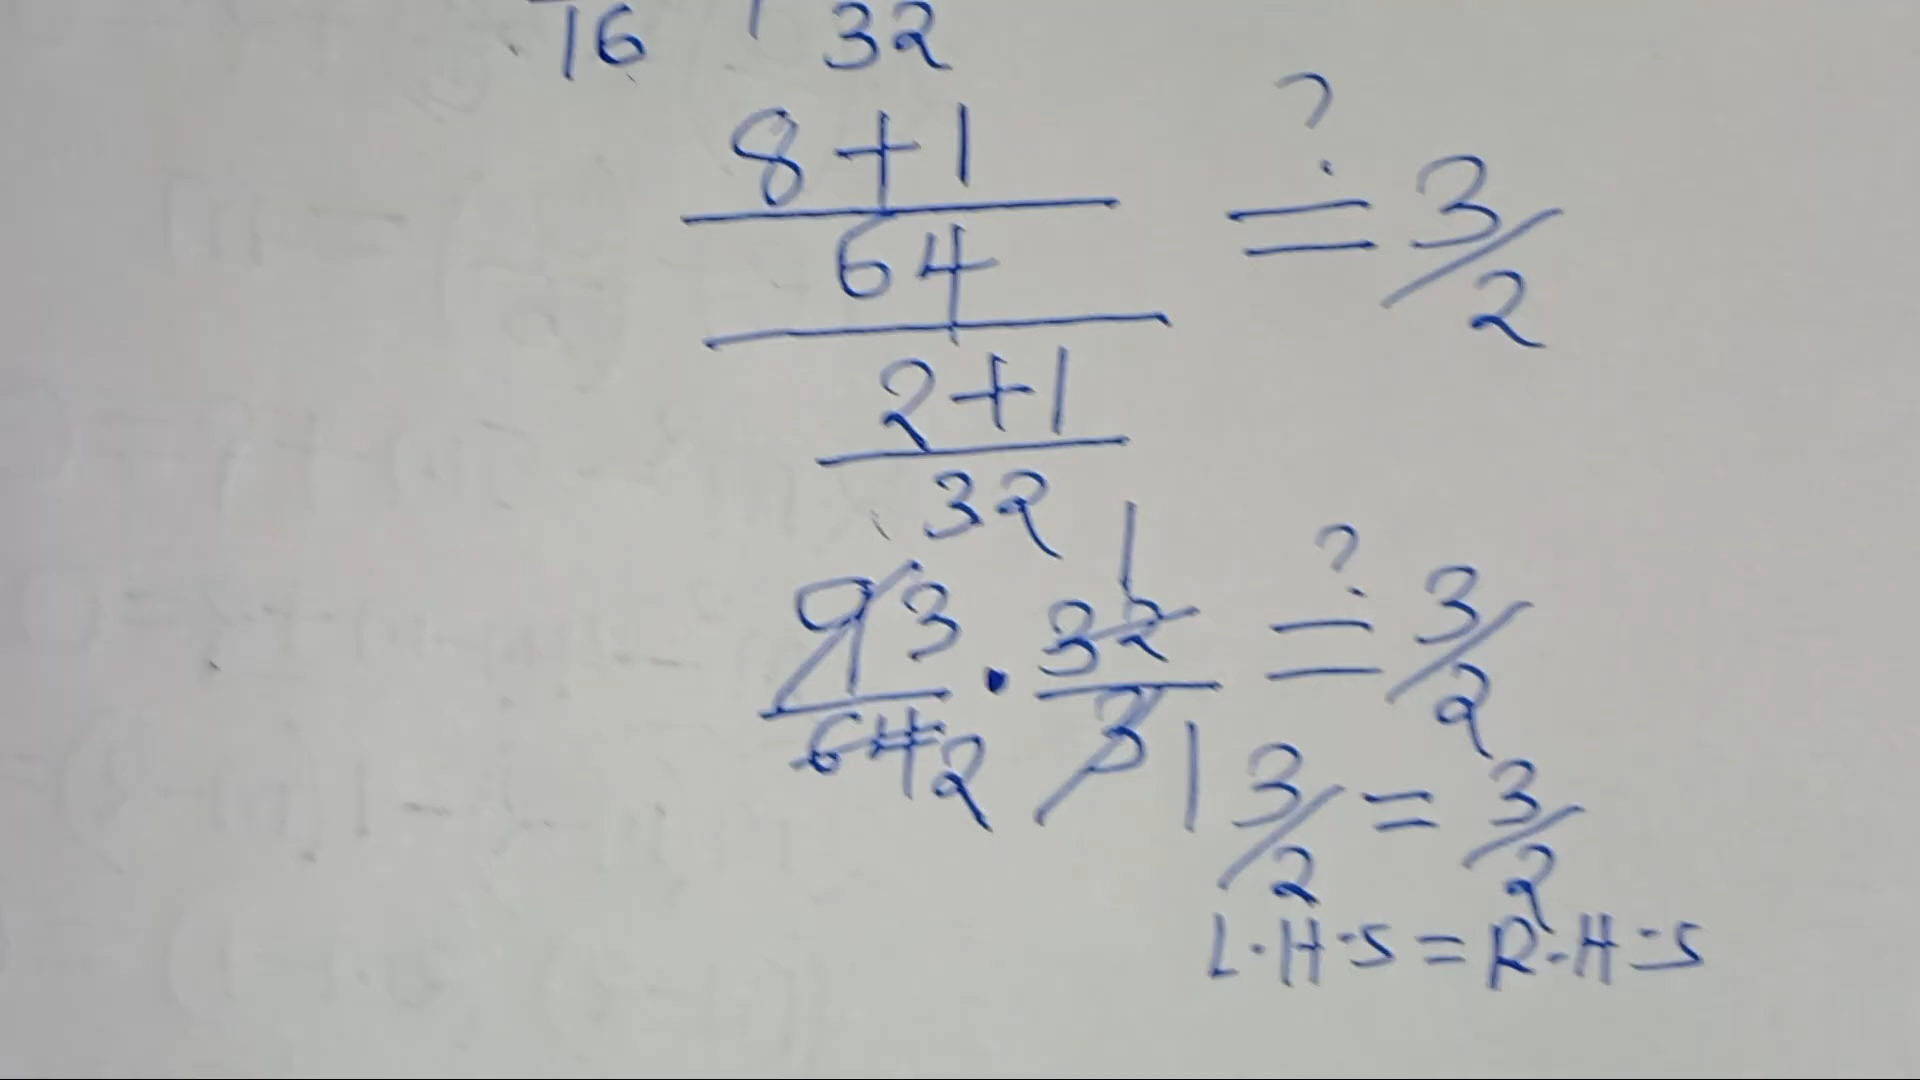 16 32
8+1
64
2+1
32
? = 3/2
9 3 / 64 2 · 32 1 / 3 1 ? = 3/2
3/2 = 3/2
L.H.S = R.H.S